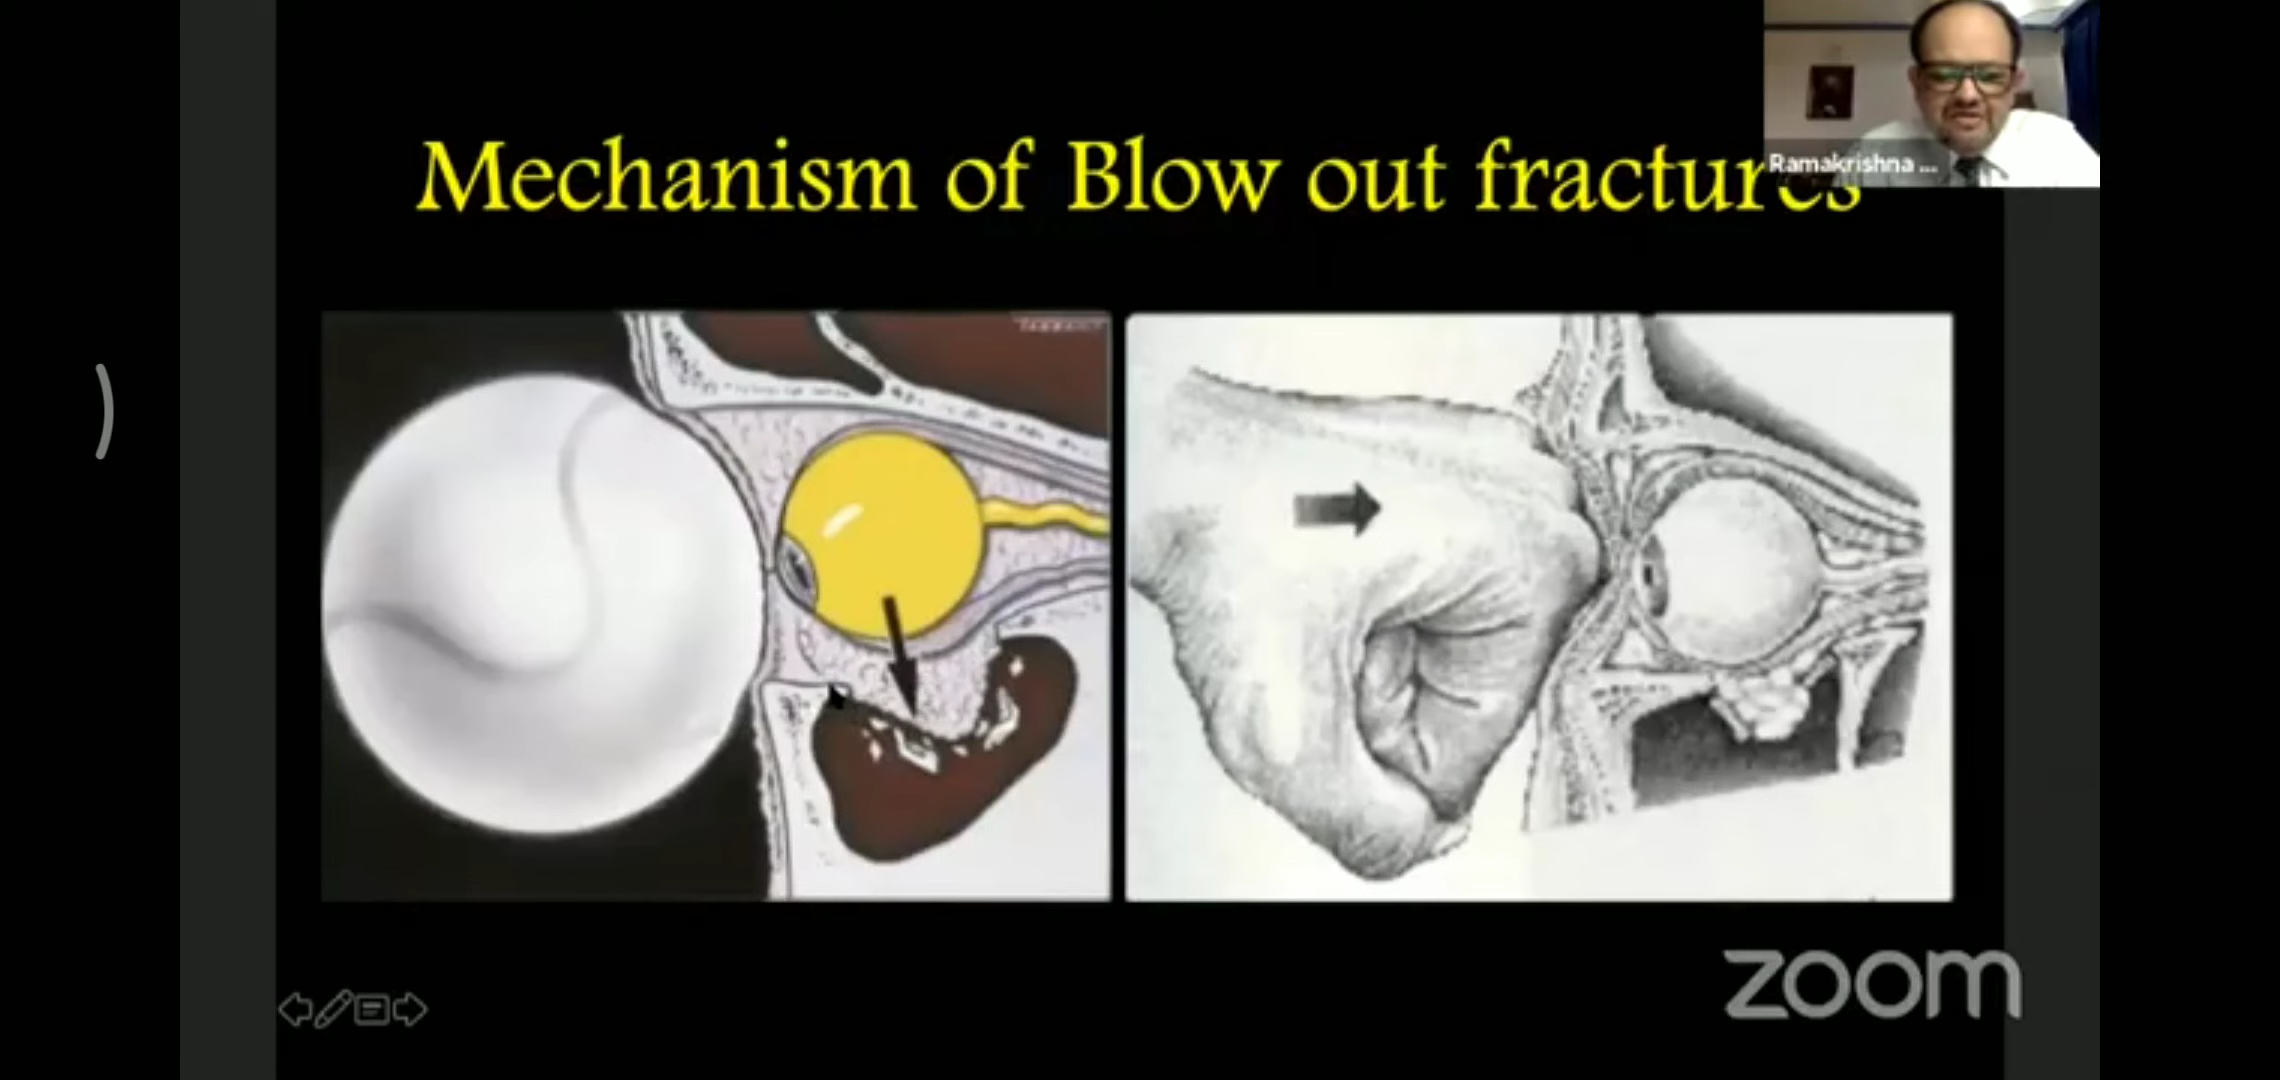 Mechanism of Blow out fractures
Ramakrishna ...
zoom